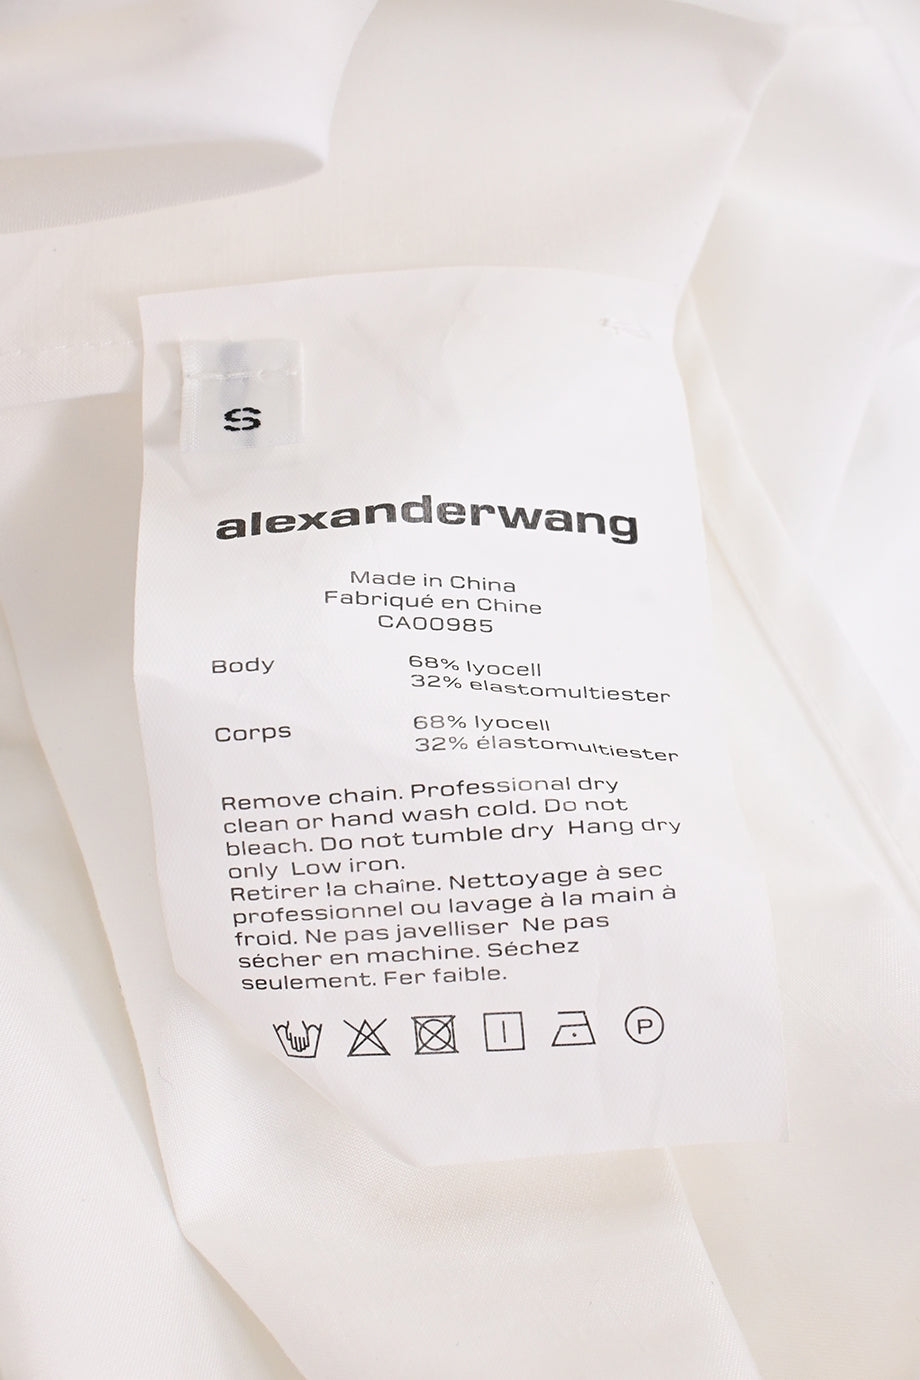 S
alexanderwang
Made in China
Fabriqué en Chine
CA00985
Body 68% lyocell
32% elastomultiester
Corps 68% lyocell
32% élastomultiester
Remove chain. Professional dry
clean or hand wash cold. Do not
bleach. Do not tumble dry Hang dry
only Low iron.
Retirer la chaîne. Nettoyage à sec
professionnel ou lavage à la main à
froid. Ne pas javelliser Ne pas
sécher en machine. Séchez
seulement. Fer faible.
P